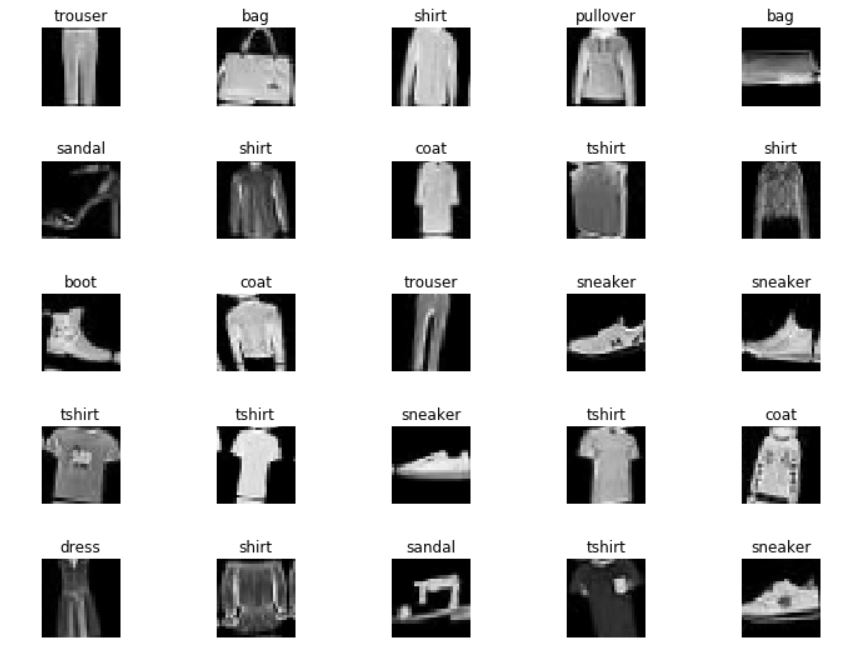 trouser bag shirt pullover bag
sandal shirt coat tshirt shirt
boot coat trouser sneaker sneaker
tshirt tshirt sneaker tshirt coat
dress shirt sandal tshirt sneaker